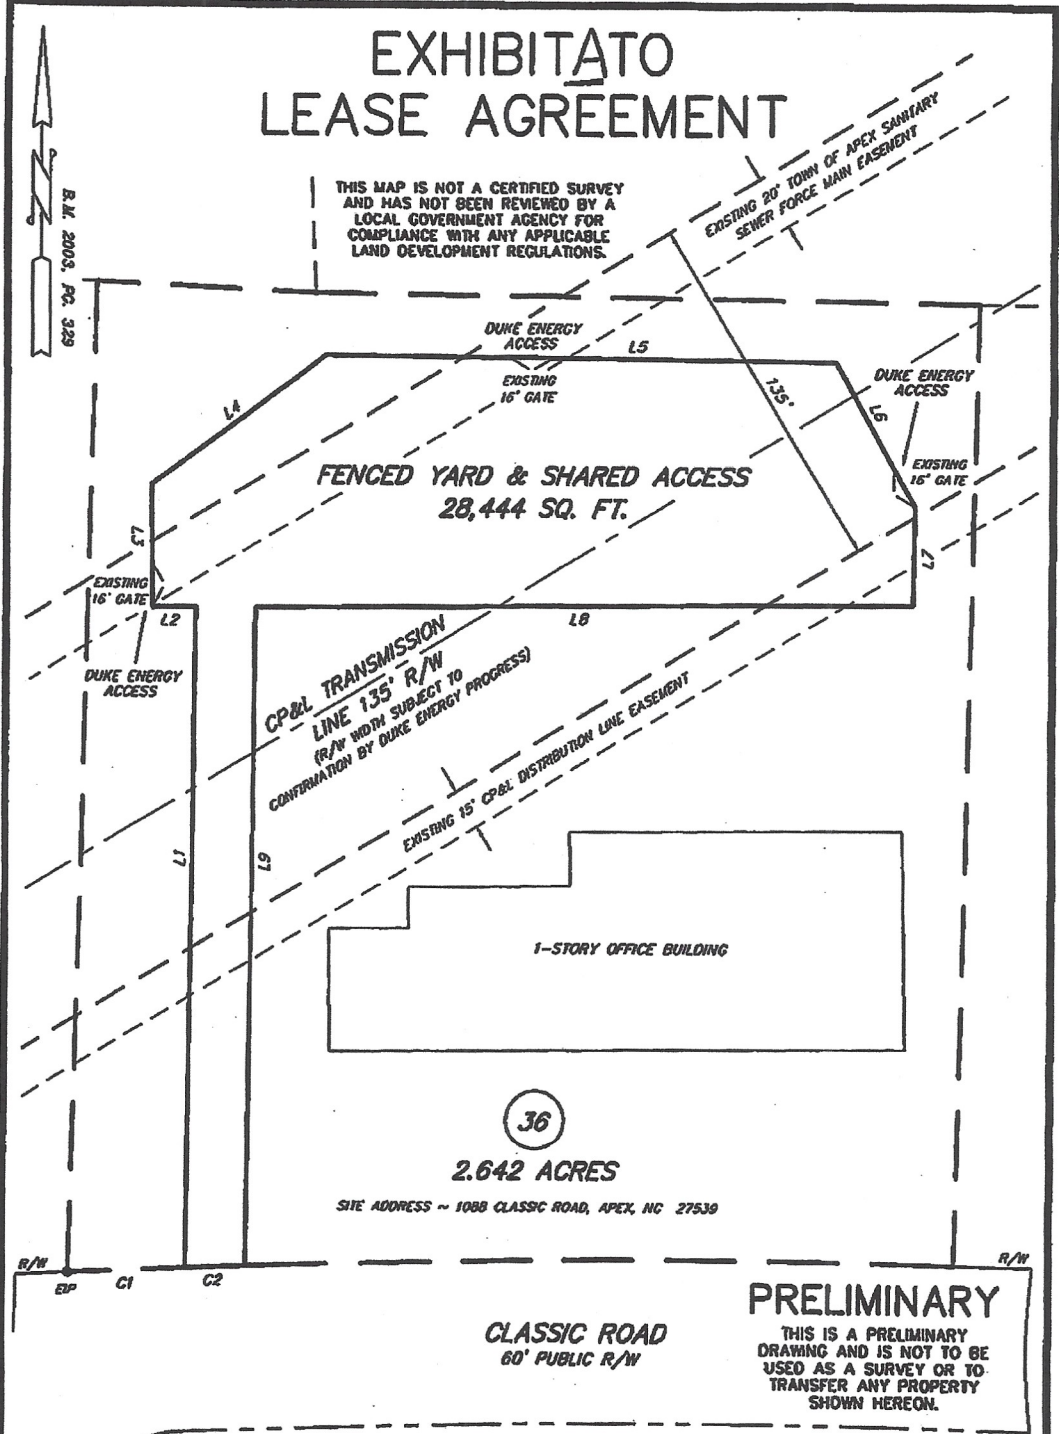 EXHIBIT A TO
LEASE AGREEMENT
THIS MAP IS NOT A CERTIFIED SURVEY
AND HAS NOT BEEN REVIEWED BY A
LOCAL GOVERNMENT AGENCY FOR
COMPLIANCE WITH ANY APPLICABLE
LAND DEVELOPMENT REGULATIONS.
EXISTING 20' TOWN OF APEX SANITARY
SEWER FORCE MAIN EASEMENT
B.M. 2003, PG. 329
DUKE ENERGY
ACCESS
L5
EXISTING
16' GATE
135'
DUKE ENERGY
ACCESS
L4
L6
EXISTING
16' GATE
FENCED YARD & SHARED ACCESS
28,444 SQ. FT.
L3
L7
EXISTING
16' GATE
L2
L8
DUKE ENERGY
ACCESS
CP&L TRANSMISSION
LINE 135' R/W
(R/W WIDTH SUBJECT TO
CONFIRMATION BY DUKE ENERGY PROGRESS)
EXISTING 15' CP&L DISTRIBUTION LINE EASEMENT
L1
L9
1-STORY OFFICE BUILDING
36
2.642 ACRES
SITE ADDRESS ~ 1088 CLASSIC ROAD, APEX, NC 27539
R/W
EIP
C1
C2
R/W
CLASSIC ROAD
60' PUBLIC R/W
PRELIMINARY
THIS IS A PRELIMINARY
DRAWING AND IS NOT TO BE
USED AS A SURVEY OR TO
TRANSFER ANY PROPERTY
SHOWN HEREON.